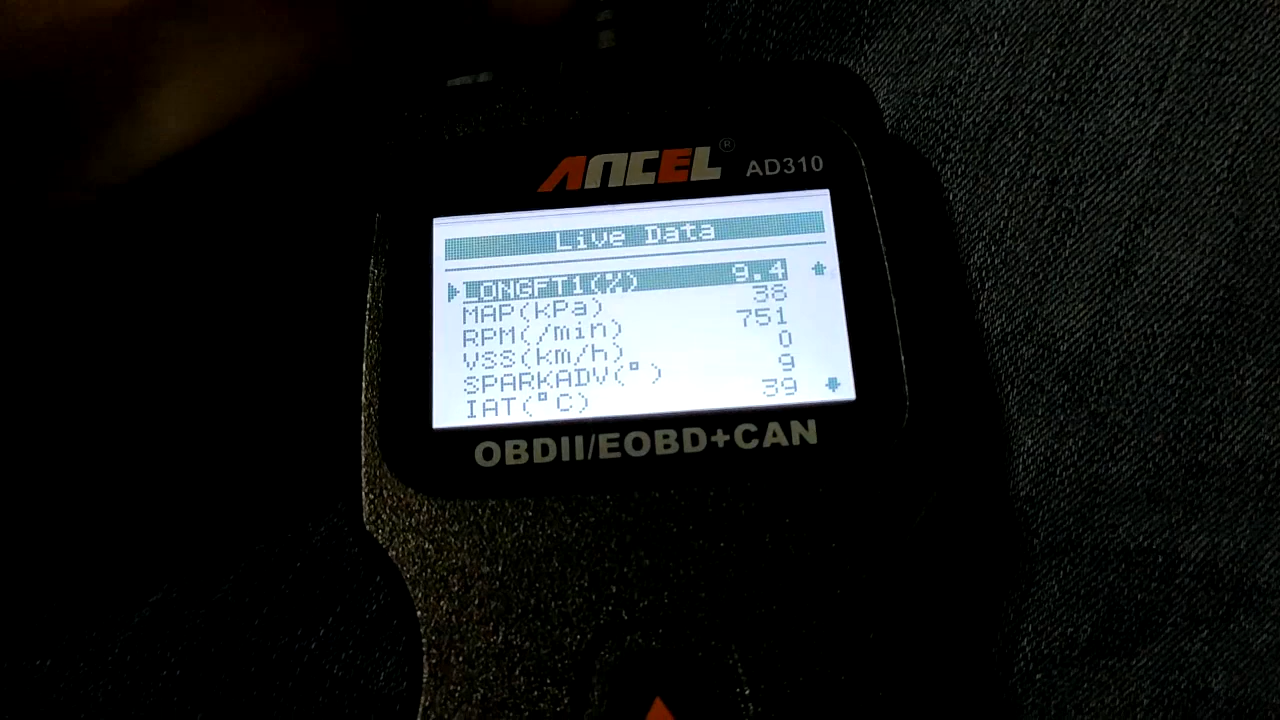 ANCEL® AD310
Live Data
LONGFT1(%) 9.4
MAP(kPa) 38
RPM(/min) 751
VSS(km/h) 0
SPARKADV(°) 9
IAT(°C) 39
OBDII/EOBD+CAN